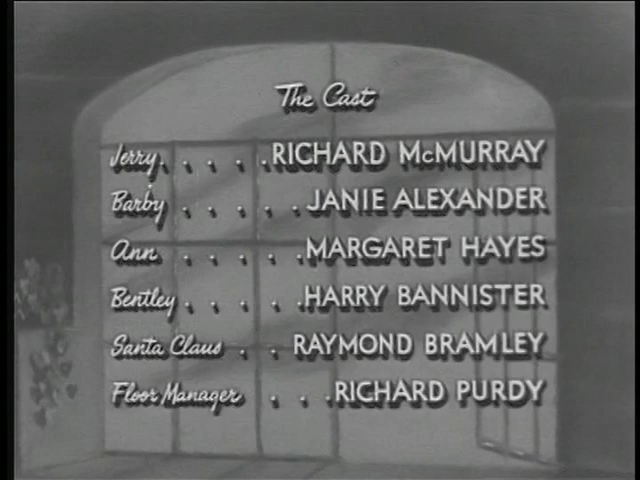 The Cast
Jerry. . . . . .RICHARD McMURRAY
Barby . . . . . .JANIE ALEXANDER
Ann . . . . . .MARGARET HAYES
Bentley. . . . . .HARRY BANNISTER
Santa Claus . . RAYMOND BRAMLEY
Floor Manager . . .RICHARD PURDY